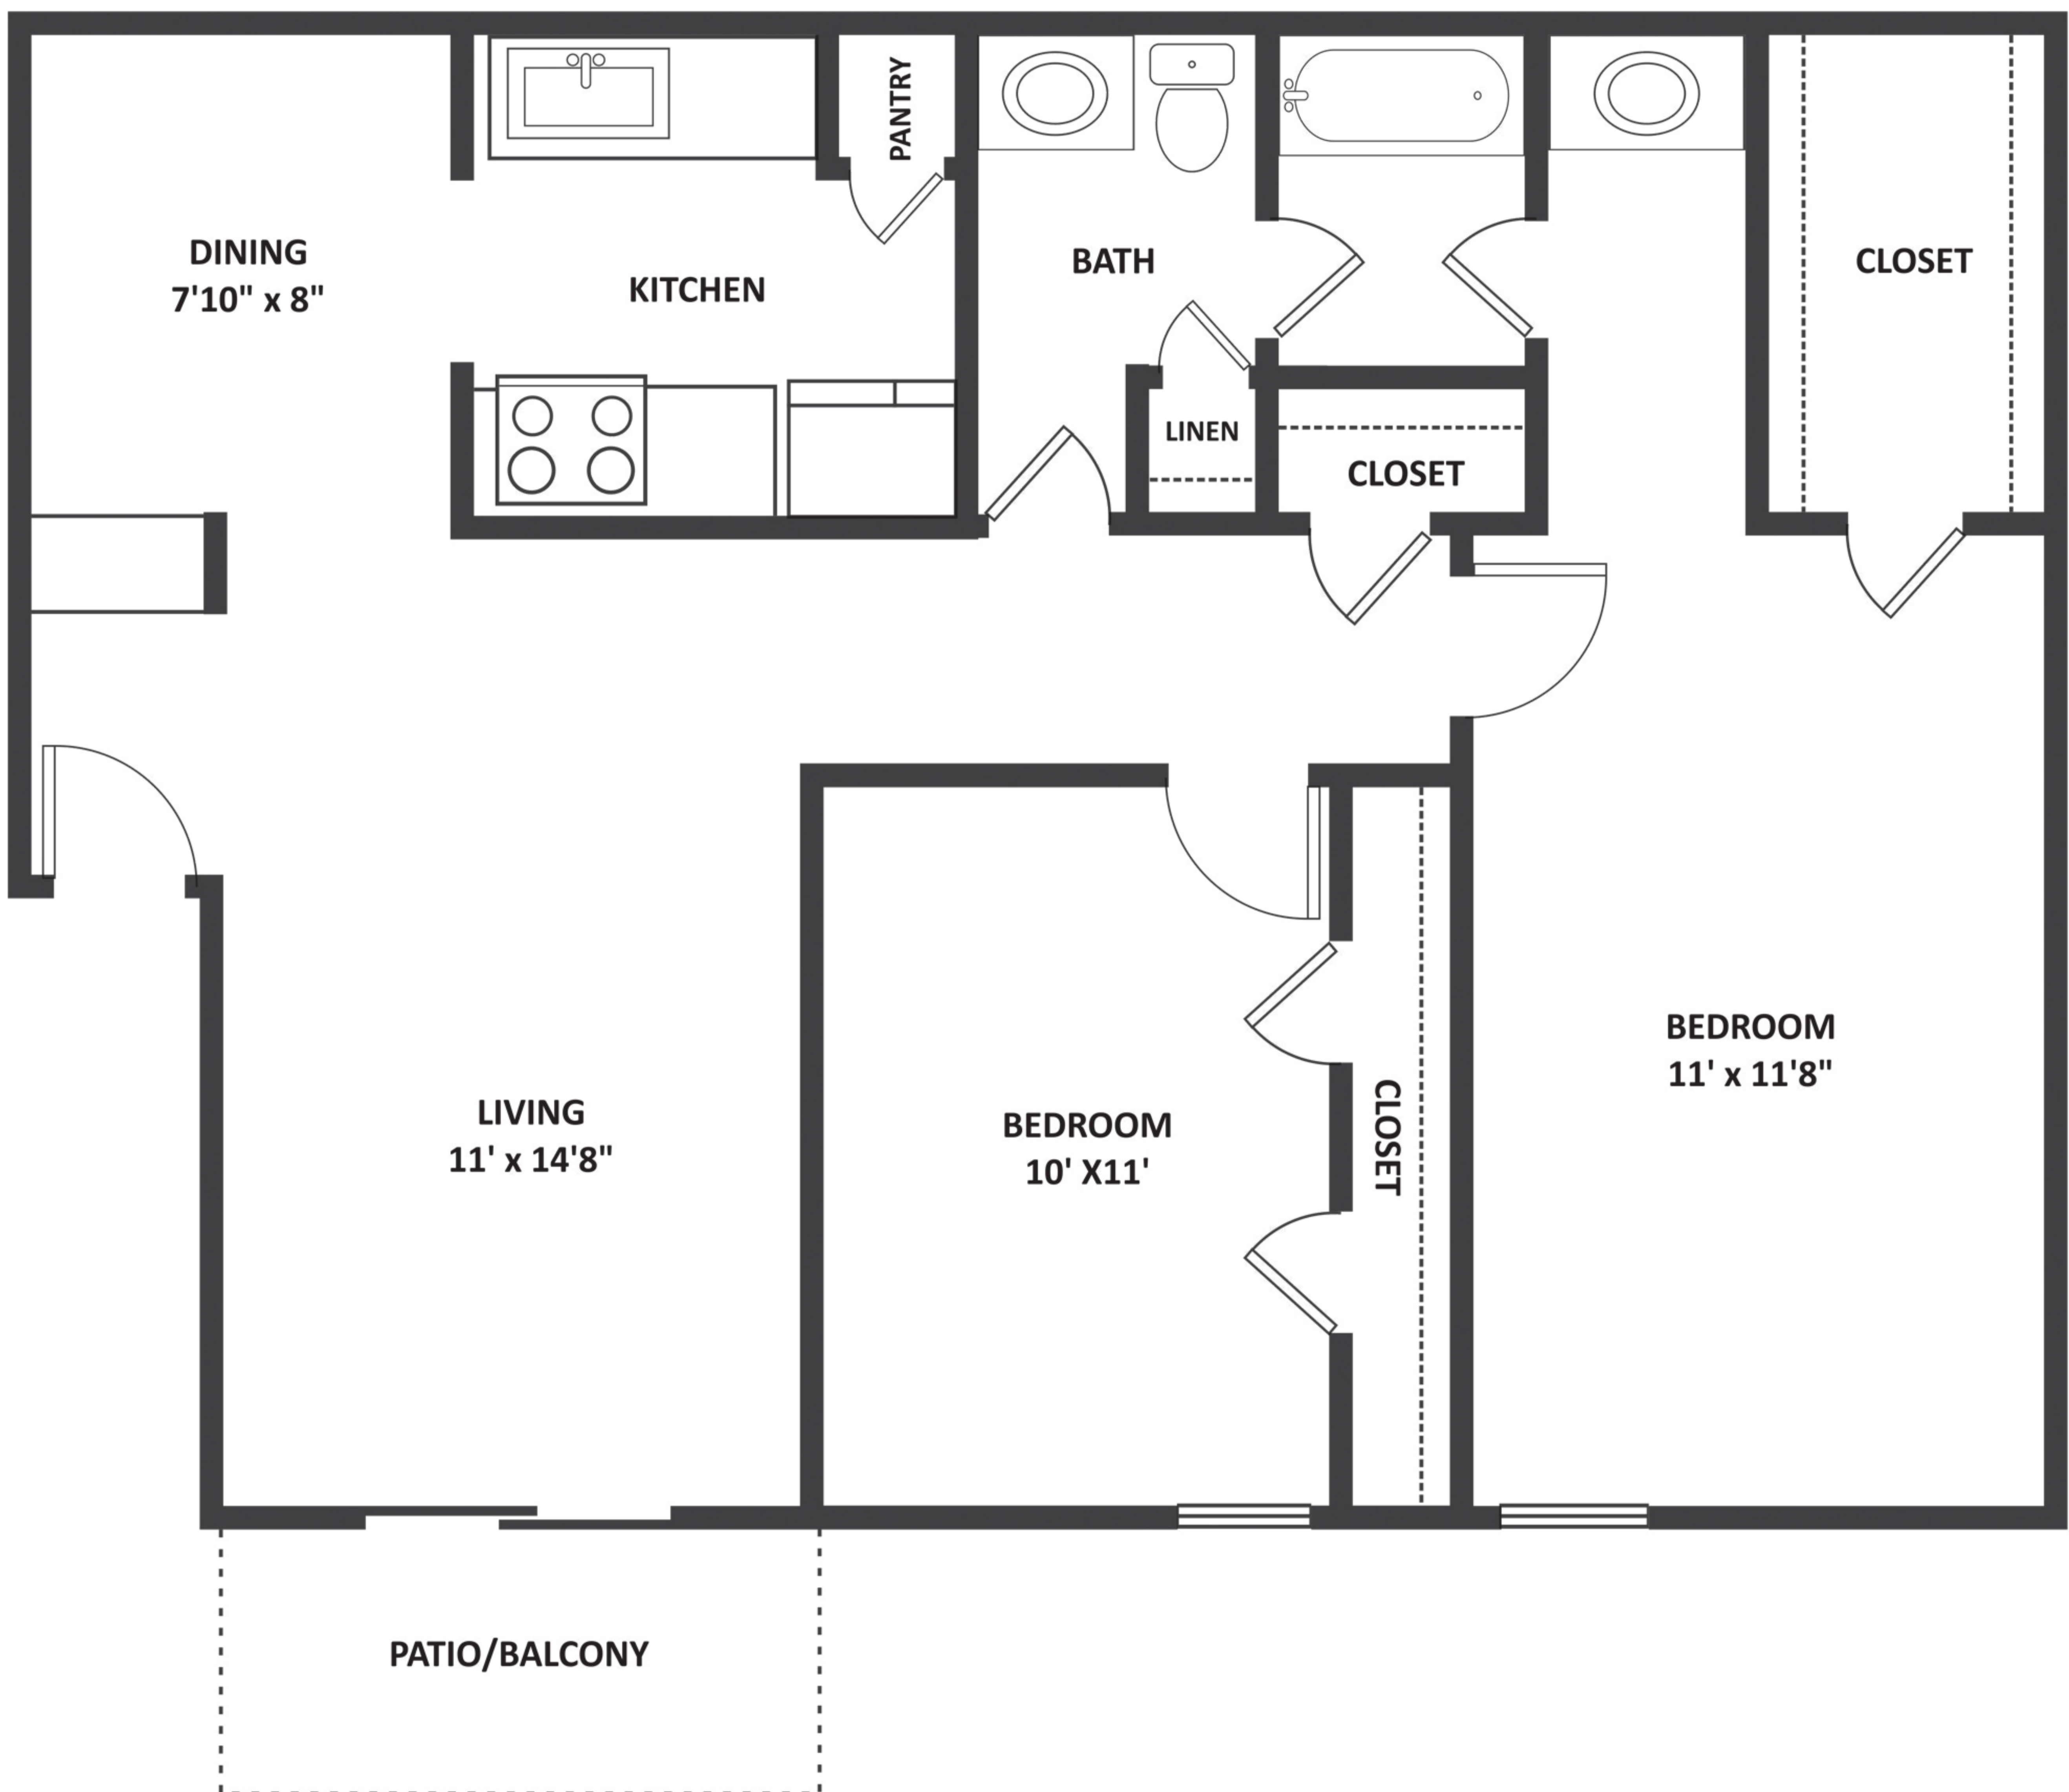 PANTRY
DINING
7'10" x 8"
KITCHEN
BATH
CLOSET
LINEN
CLOSET
BEDROOM
11' x 11'8"
LIVING
11' x 14'8"
BEDROOM
10' X11'
CLOSET
PATIO/BALCONY